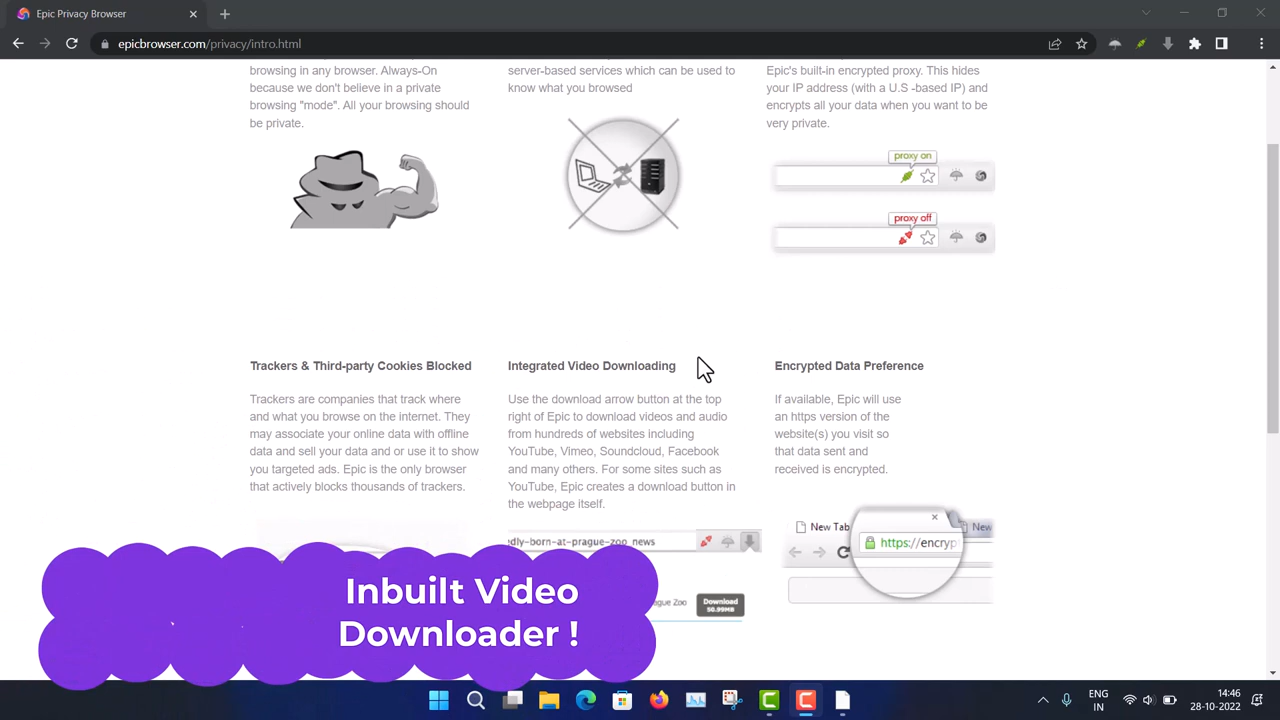 Epic Privacy Browser
epicbrowser.com/privacy/intro.html
browsing in any browser. Always-On
because we don't believe in a private
browsing "mode". All your browsing should
be private.
server-based services which can be used to
know what you browsed
Epic's built-in encrypted proxy. This hides
your IP address (with a U.S -based IP) and
encrypts all your data when you want to be
very private.
proxy on
proxy off
Trackers & Third-party Cookies Blocked
Trackers are companies that track where
and what you browse on the internet. They
may associate your online data with offline
data and sell your data and or use it to show
you targeted ads. Epic is the only browser
that actively blocks thousands of trackers.
Integrated Video Downloading
Use the download arrow button at the top
right of Epic to download videos and audio
from hundreds of websites including
YouTube, Vimeo, Soundcloud, Facebook
and many others. For some sites such as
YouTube, Epic creates a download button in
the webpage itself.
edly-born-at-prague-zoo_news
ague Zoo
Download
50.99MB
Encrypted Data Preference
If available, Epic will use
an https version of the
website(s) you visit so
that data sent and
received is encrypted.
New Tab
New
https://encryp
Inbuilt Video
Downloader !
ENG
IN
14:46
28-10-2022